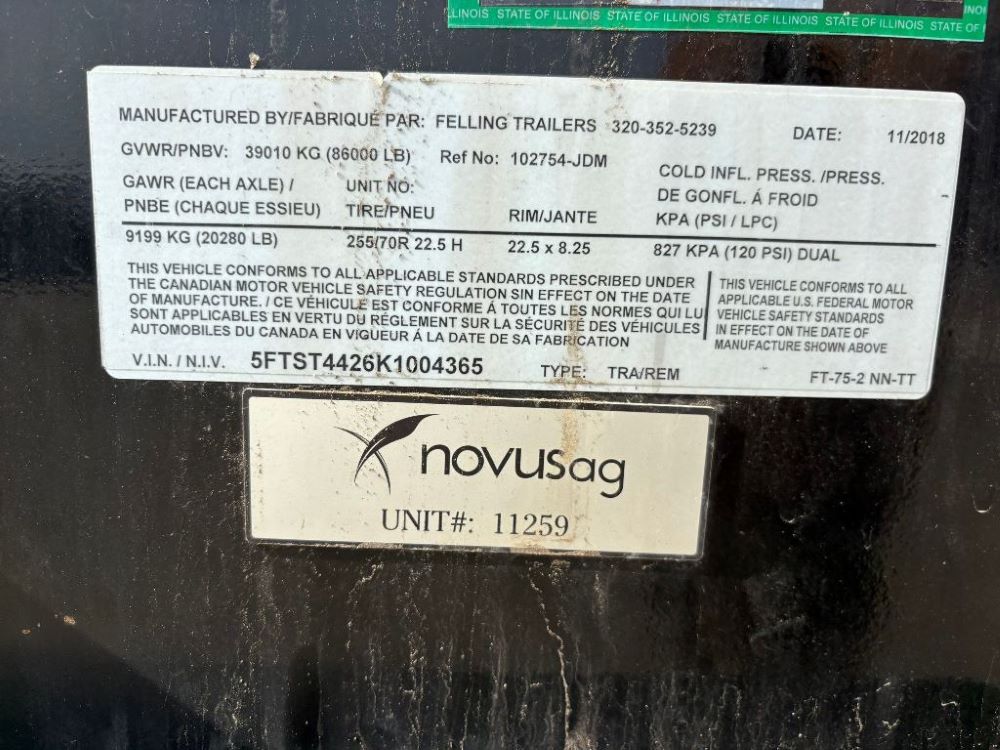 LINOIS STATE OF ILLINOIS STATE OF ILLINOIS STATE OF ILLINOIS STATE OF ILLINOIS STATE OF
MANUFACTURED BY/FABRIQUÉ PAR: FELLING TRAILERS 320-352-5239 DATE: 11/2018
GVWR/PNBV: 39010 KG (86000 LB) Ref No: 102754-JDM
COLD INFL. PRESS. /PRESS.
GAWR (EACH AXLE) / UNIT NO: DE GONFL. Á FROID
PNBE (CHAQUE ESSIEU) TIRE/PNEU RIM/JANTE KPA (PSI / LPC)
9199 KG (20280 LB) 255/70R 22.5 H 22.5 x 8.25 827 KPA (120 PSI) DUAL
THIS VEHICLE CONFORMS TO ALL APPLICABLE STANDARDS PRESCRIBED UNDER
THE CANADIAN MOTOR VEHICLE SAFETY REGULATION SIN EFFECT ON THE DATE
OF MANUFACTURE. / CE VÉHICULE EST CONFORME Á TOUTES LES NORMES QUI LU
SONT APPLICABLES EN VERTU DU RÉGLEMENT SUR LA SÉCURITÉ DES VÉHICULES
AUTOMOBILES DU CANADA EN VIGUEUR Á LA DATE DE SA FABRICATION
THIS VEHICLE CONFORMS TO ALL
APPLICABLE U.S. FEDERAL MOTOR
VEHICLE SAFETY STANDARDS
IN EFFECT ON THE DATE OF
MANUFACTURE SHOWN ABOVE
V.I.N. / N.I.V. 5FTST4426K1004365 TYPE: TRA/REM FT-75-2 NN-TT
novusag
UNIT#: 11259